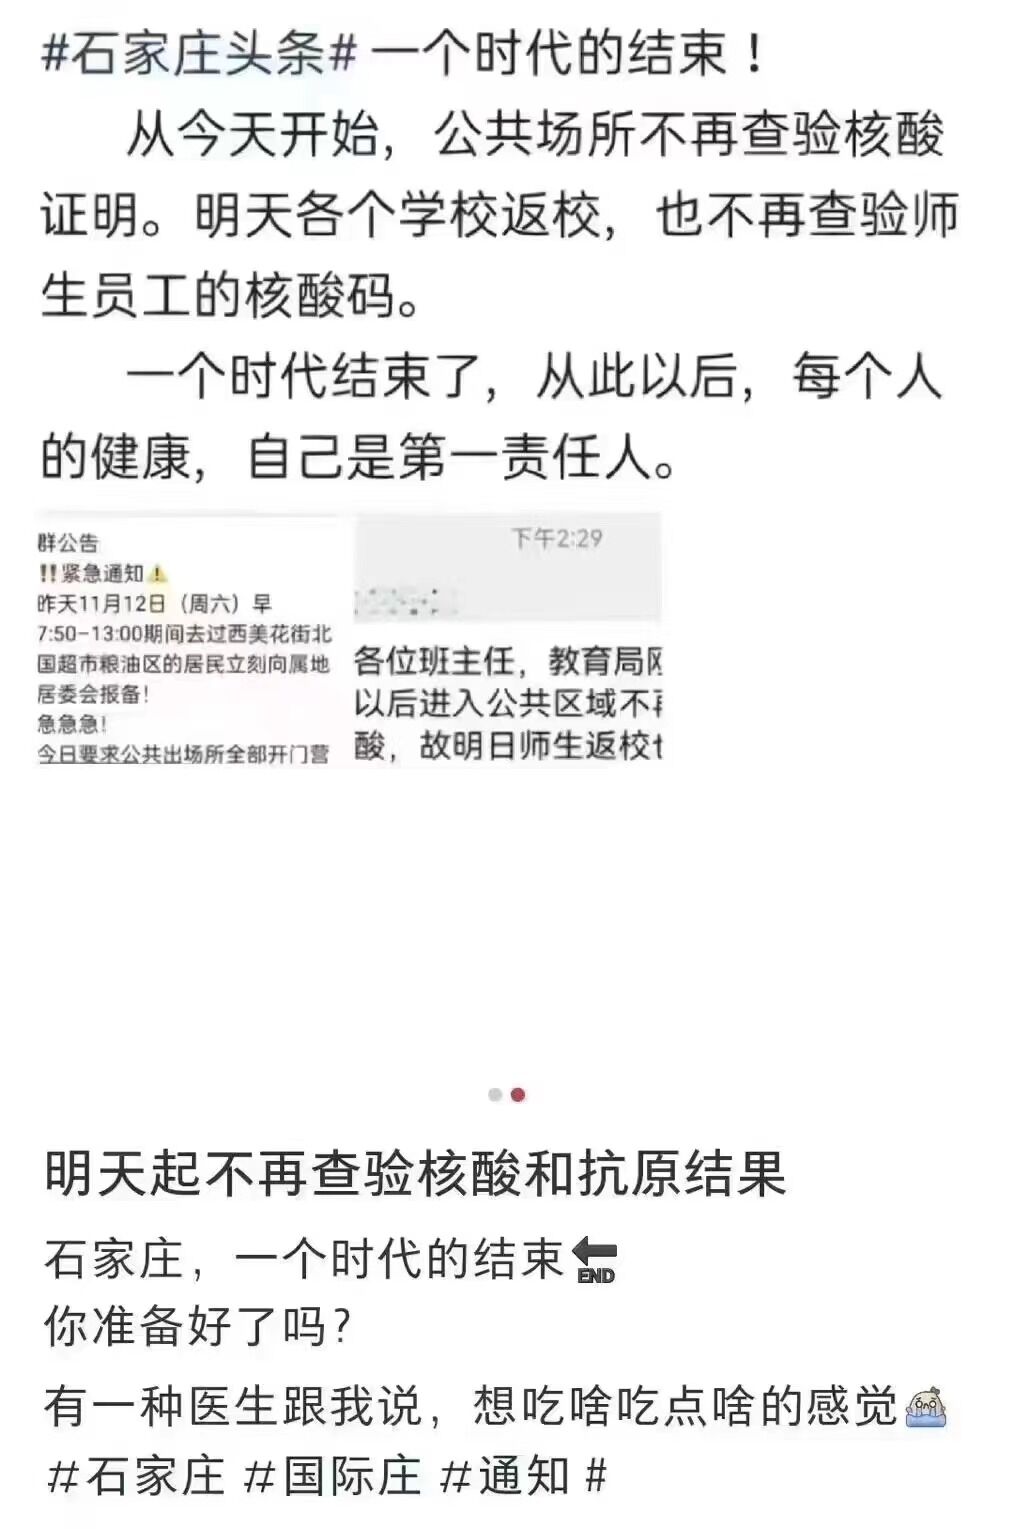 #石家庄头条# 一个时代的结束！
从今天开始，公共场所不再查验核酸
证明。明天各个学校返校，也不再查验师
生员工的核酸码。
一个时代结束了，从此以后，每个人
的健康，自己是第一责任人。
群公告
‼️紧急通知⚠️
昨天11月12日（周六）早
7:50-13:00期间去过西美花街北
国超市粮油区的居民立刻向属地
居委会报备！
急急急！
今日要求公共出场所全部开门营
下午2:29
各位班主任，教育局
以后进入公共区域不
酸，故明日师生返校
明天起不再查验核酸和抗原结果
石家庄，一个时代的结束🔚
你准备好了吗？
有一种医生跟我说，想吃啥吃点啥的感觉
#石家庄 #国际庄 #通知 #